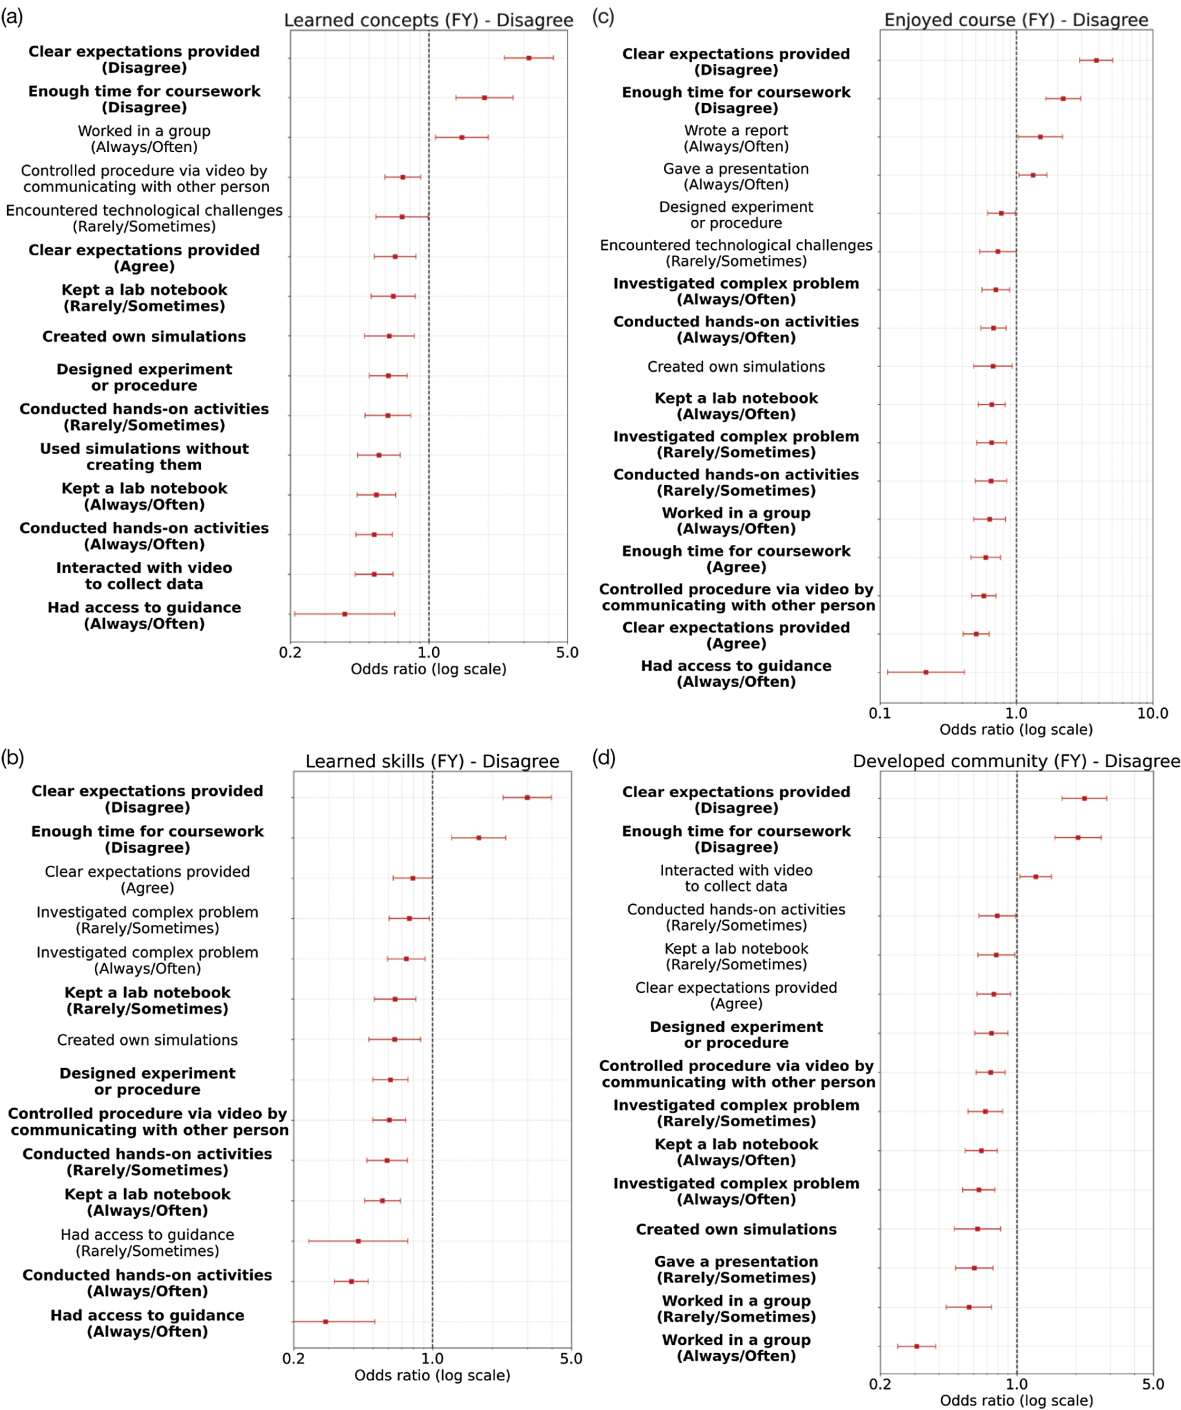 (a)
Learned concepts (FY) - Disagree
Clear expectations provided
(Disagree)
Enough time for coursework
(Disagree)
Worked in a group
(Always/Often)
Controlled procedure via video by
communicating with other person
Encountered technological challenges
(Rarely/Sometimes)
Clear expectations provided
(Agree)
Kept a lab notebook
(Rarely/Sometimes)
Created own simulations
Designed experiment
or procedure
Conducted hands-on activities
(Rarely/Sometimes)
Used simulations without
creating them
Kept a lab notebook
(Always/Often)
Conducted hands-on activities
(Always/Often)
Interacted with video
to collect data
Had access to guidance
(Always/Often)
0.2 1.0 5.0
Odds ratio (log scale)
(c)
Enjoyed course (FY) - Disagree
Clear expectations provided
(Disagree)
Enough time for coursework
(Disagree)
Wrote a report
(Always/Often)
Gave a presentation
(Always/Often)
Designed experiment
or procedure
Encountered technological challenges
(Rarely/Sometimes)
Investigated complex problem
(Always/Often)
Conducted hands-on activities
(Always/Often)
Created own simulations
Kept a lab notebook
(Always/Often)
Investigated complex problem
(Rarely/Sometimes)
Conducted hands-on activities
(Rarely/Sometimes)
Worked in a group
(Always/Often)
Enough time for coursework
(Agree)
Controlled procedure via video by
communicating with other person
Clear expectations provided
(Agree)
Had access to guidance
(Always/Often)
0.1 1.0 10.0
Odds ratio (log scale)
(b)
Learned skills (FY) - Disagree
Clear expectations provided
(Disagree)
Enough time for coursework
(Disagree)
Clear expectations provided
(Agree)
Investigated complex problem
(Rarely/Sometimes)
Investigated complex problem
(Always/Often)
Kept a lab notebook
(Rarely/Sometimes)
Created own simulations
Designed experiment
or procedure
Controlled procedure via video by
communicating with other person
Conducted hands-on activities
(Rarely/Sometimes)
Kept a lab notebook
(Always/Often)
Had access to guidance
(Rarely/Sometimes)
Conducted hands-on activities
(Always/Often)
Had access to guidance
(Always/Often)
0.2 1.0 5.0
Odds ratio (log scale)
(d)
Developed community (FY) - Disagree
Clear expectations provided
(Disagree)
Enough time for coursework
(Disagree)
Interacted with video
to collect data
Conducted hands-on activities
(Rarely/Sometimes)
Kept a lab notebook
(Rarely/Sometimes)
Clear expectations provided
(Agree)
Designed experiment
or procedure
Controlled procedure via video by
communicating with other person
Investigated complex problem
(Rarely/Sometimes)
Kept a lab notebook
(Always/Often)
Investigated complex problem
(Always/Often)
Created own simulations
Gave a presentation
(Rarely/Sometimes)
Worked in a group
(Rarely/Sometimes)
Worked in a group
(Always/Often)
0.2 1.0 5.0
Odds ratio (log scale)